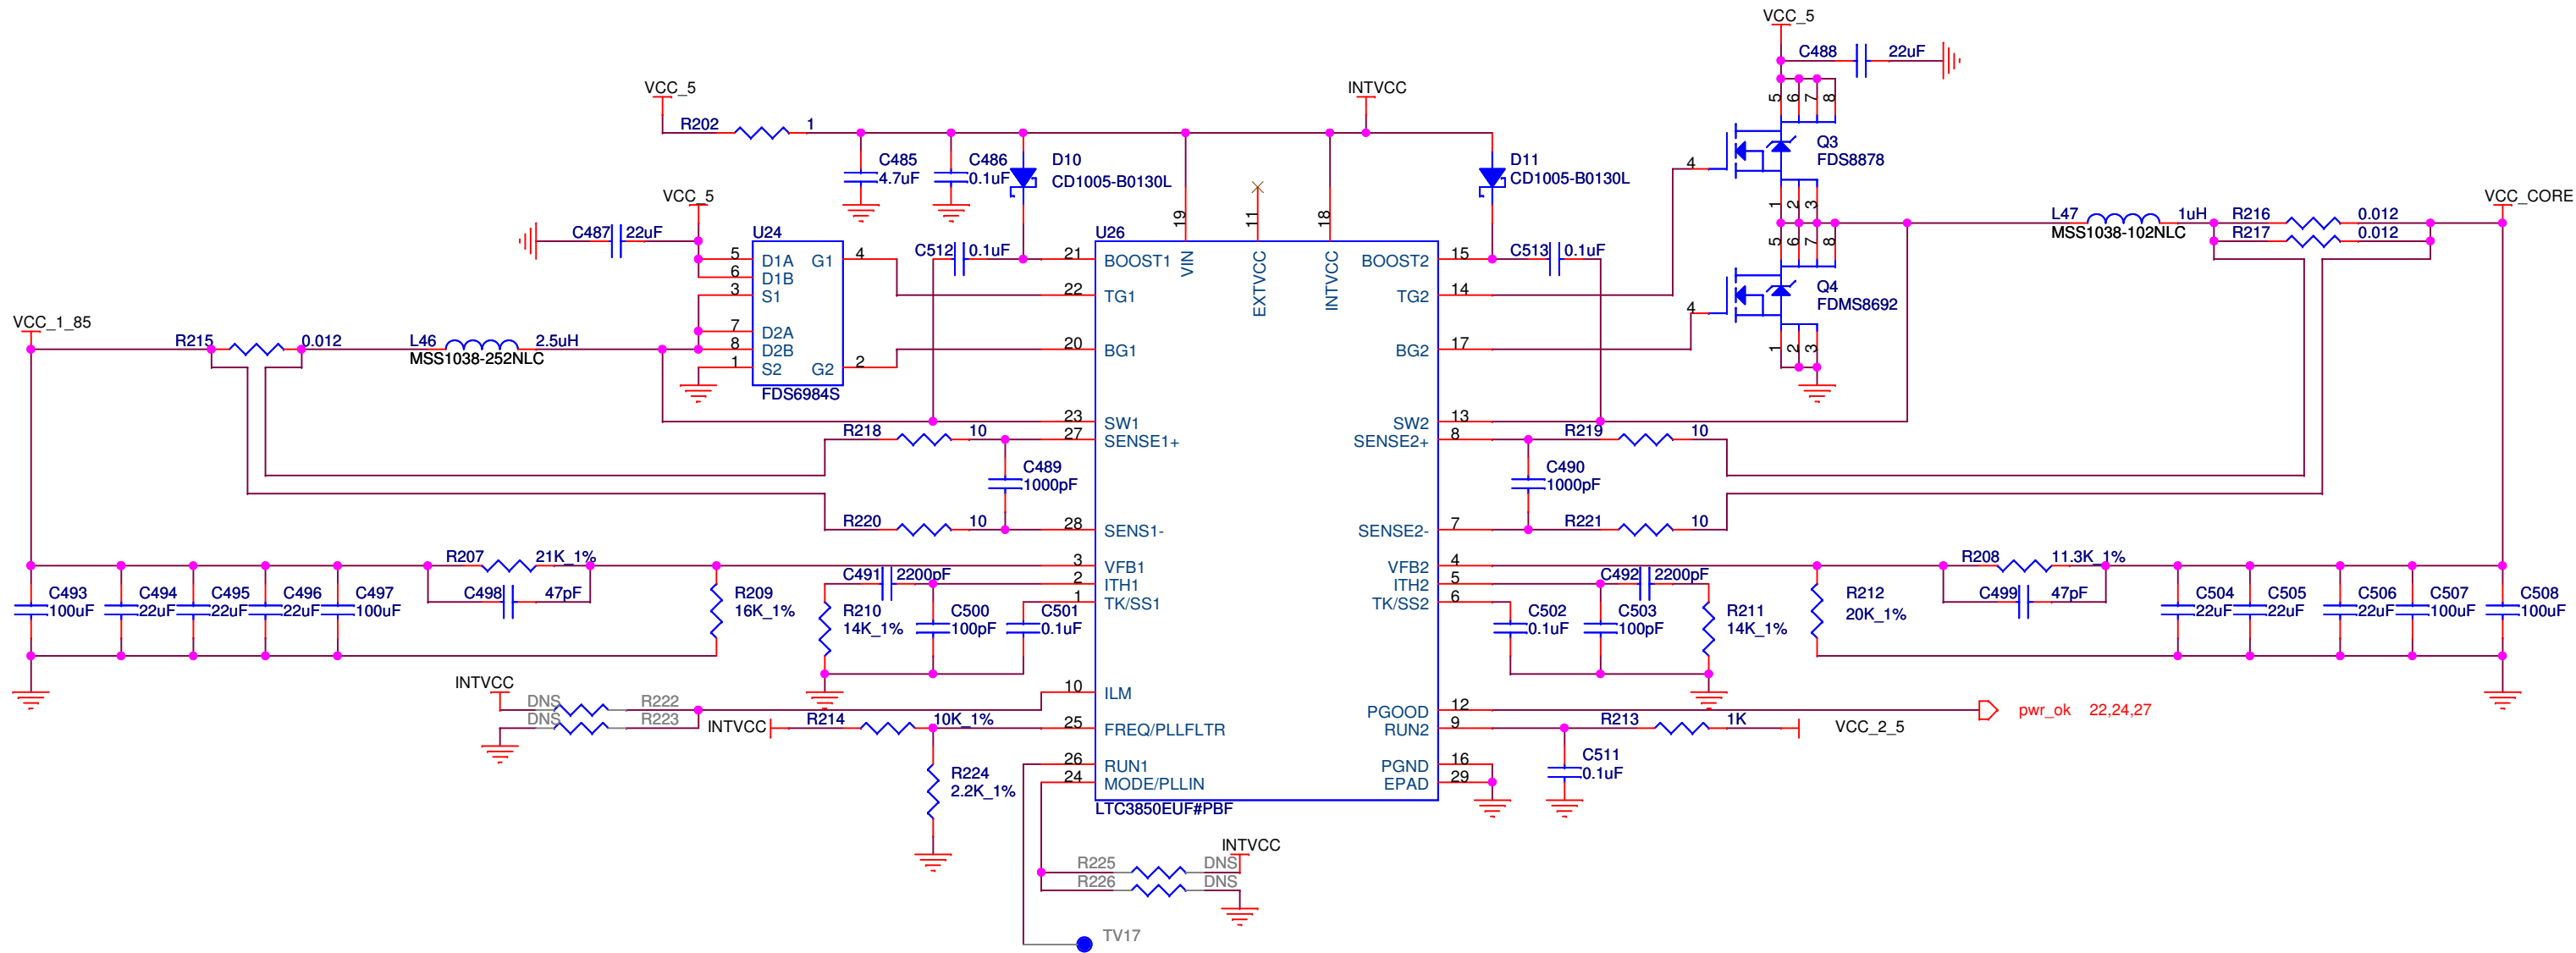 VCC_5
C488 22uF
5 6 7 8
Q3
FDS8878
4
1 2 3
VCC_5
R202 1
INTVCC
C485
4.7uF
C486
0.1uF
D10
CD1005-B0130L
D11
CD1005-B0130L
VCC_5
C487 22uF
U24
5 D1A
6 D1B
3 S1
7 D2A
8 D2B
1 S2
G1 4
G2 2
FDS6984S
C512 0.1uF
U26
19 VIN
11 EXTVCC
18 INTVCC
21 BOOST1
22 TG1
20 BG1
23 SW1
27 SENSE1+
28 SENS1-
3 VFB1
2 ITH1
1 TK/SS1
10 ILM
25 FREQ/PLLFLTR
26 RUN1
24 MODE/PLLIN
BOOST2 15
TG2 14
BG2 17
SW2 13
SENSE2+ 8
SENSE2- 7
VFB2 4
ITH2 5
TK/SS2 6
PGOOD 12
RUN2 9
PGND 16
EPAD 29
LTC3850EUF#PBF
C513 0.1uF
5 6 7 8
Q4
FDMS8692
4
1 2 3
L47 1uH
MSS1038-102NLC
R216 0.012
R217 0.012
VCC_CORE
VCC_1_85
R215 0.012
L46 2.5uH
MSS1038-252NLC
R218 10
C489
1000pF
R220 10
R219 10
C490
1000pF
R221 10
R207 21K_1%
C498 47pF
C493
100uF
C494
22uF
C495
22uF
C496
22uF
C497
100uF
R209
16K_1%
C491 2200pF
R210
14K_1%
C500
100pF
C501
0.1uF
C492 2200pF
C502
0.1uF
C503
100pF
R211
14K_1%
R212
20K_1%
R208 11.3K_1%
C499 47pF
C504
22uF
C505
22uF
C506
22uF
C507
100uF
C508
100uF
INTVCC
DNS R222
DNS R223
INTVCC
R214 10K_1%
R224
2.2K_1%
pwr_ok 22,24,27
R213 1K
VCC_2_5
C511
0.1uF
INTVCC
R225 DNS
R226 DNS
TV17